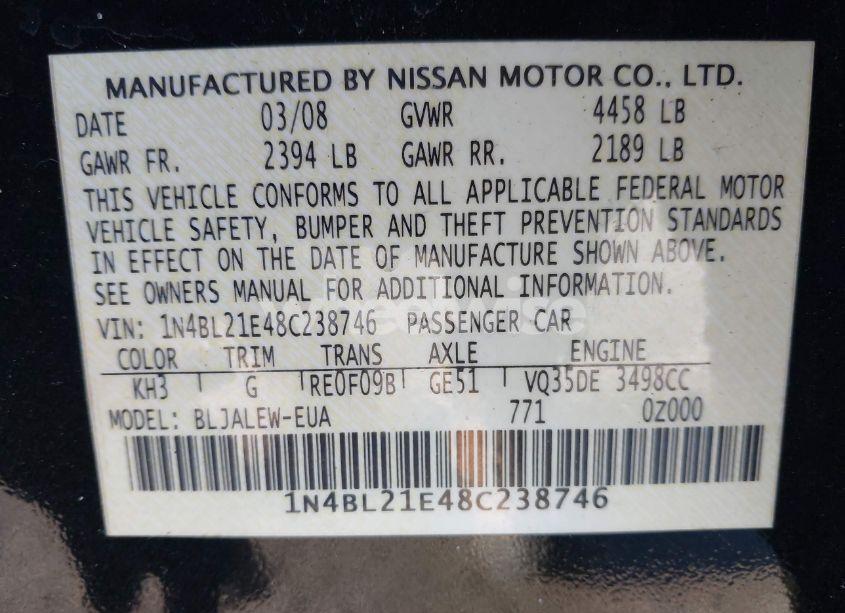 MANUFACTURED BY NISSAN MOTOR CO., LTD.
DATE 03/08 GVWR 4458 LB
GAWR FR. 2394 LB GAWR RR. 2189 LB
THIS VEHICLE CONFORMS TO ALL APPLICABLE FEDERAL MOTOR
VEHICLE SAFETY, BUMPER AND THEFT PREVENTION STANDARDS
IN EFFECT ON THE DATE OF MANUFACTURE SHOWN ABOVE.
SEE OWNERS MANUAL FOR ADDITIONAL INFORMATION.
VIN: 1N4BL21E48C238746 PASSENGER CAR
COLOR TRIM TRANS AXLE ENGINE
KH3 G RE0F09B GE51 VQ35DE 3498CC
MODEL: BLJALEW-EUA 771 0Z000
1N4BL21E48C238746